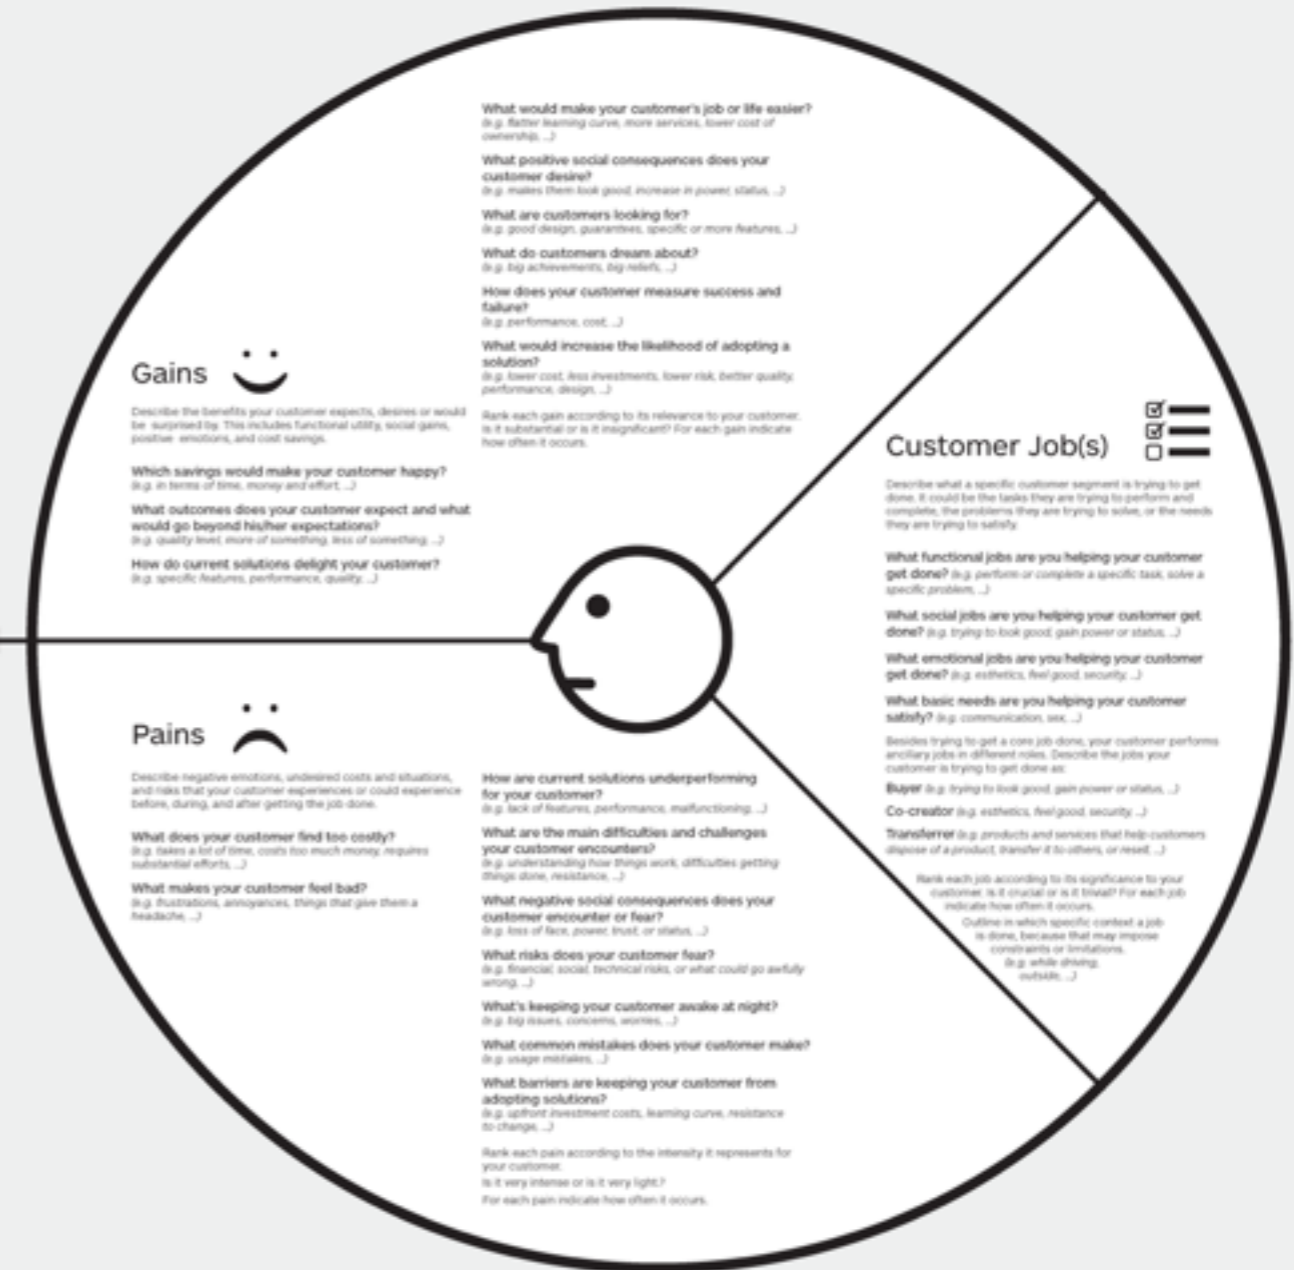 Gains
Describe the benefits your customer expects, desires or would
be surprised by. This includes functional utility, social gains,
positive emotions, and cost savings.
Which savings would make your customer happy?
(e.g. in terms of time, money and effort, ...)
What outcomes does your customer expect and what
would go beyond his/her expectations?
(e.g. quality level, more of something, less of something, ...)
How do current solutions delight your customer?
(e.g. specific features, performance, quality, ...)
What would make your customer's job or life easier?
(e.g. flatter learning curve, more services, lower cost of
ownership, ...)
What positive social consequences does your
customer desire?
(e.g. makes them look good, increase in power, status, ...)
What are customers looking for?
(e.g. good design, guarantees, specific or more features, ...)
What do customers dream about?
(e.g. big achievements, big reliefs, ...)
How does your customer measure success and
failure?
(e.g. performance, cost, ...)
What would increase the likelihood of adopting a
solution?
(e.g. lower cost, less investments, lower risk, better quality,
performance, design, ...)
Rank each gain according to its relevance to your customer.
Is it substantial or is it insignificant? For each gain indicate
how often it occurs.
Customer Job(s)
Describe what a specific customer segment is trying to get
done. It could be the tasks they are trying to perform and
complete, the problems they are trying to solve, or the needs
they are trying to satisfy.
What functional jobs are you helping your customer
get done? (e.g. perform or complete a specific task, solve a
specific problem, ...)
What social jobs are you helping your customer get
done? (e.g. trying to look good, gain power or status, ...)
What emotional jobs are you helping your customer
get done? (e.g. esthetics, feel good, security, ...)
What basic needs are you helping your customer
satisfy? (e.g. communication, sex, ...)
Besides trying to get a core job done, your customer performs
ancillary jobs in different roles. Describe the jobs your
customer is trying to get done as:
Buyer (e.g. trying to look good, gain power or status, ...)
Co-creator (e.g. esthetics, feel good, security, ...)
Transferrer (e.g. products and services that help customers
dispose of a product, transfer it to others, or resell, ...)
Rank each job according to its significance to your
customer. Is it crucial or is it trivial? For each job
indicate how often it occurs.
Outline in which specific context a job
is done, because that may impose
constraints or limitations.
(e.g. while driving,
outside, ...)
Pains
Describe negative emotions, undesired costs and situations,
and risks that your customer experiences or could experience
before, during, and after getting the job done.
What does your customer find too costly?
(e.g. takes a lot of time, costs too much money, requires
substantial efforts, ...)
What makes your customer feel bad?
(e.g. frustrations, annoyances, things that give them a
headache, ...)
How are current solutions underperforming
for your customer?
(e.g. lack of features, performance, malfunctioning, ...)
What are the main difficulties and challenges
your customer encounters?
(e.g. understanding how things work, difficulties getting
things done, resistance, ...)
What negative social consequences does your
customer encounter or fear?
(e.g. loss of face, power, trust, or status, ...)
What risks does your customer fear?
(e.g. financial, social, technical risks, or what could go awfully
wrong, ...)
What's keeping your customer awake at night?
(e.g. big issues, concerns, worries, ...)
What common mistakes does your customer make?
(e.g. usage mistakes, ...)
What barriers are keeping your customer from
adopting solutions?
(e.g. upfront investment costs, learning curve, resistance
to change, ...)
Rank each pain according to the intensity it represents for
your customer.
Is it very intense or is it very light?
For each pain indicate how often it occurs.